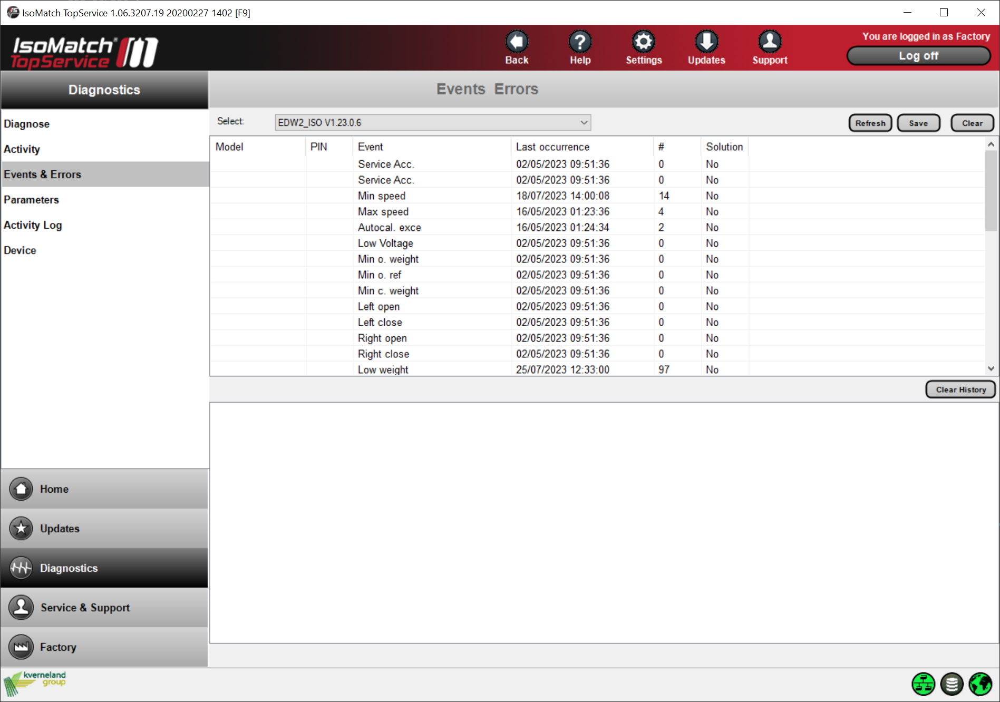 IsoMatch TopService 1.06.3207.19 20200227 1402 [F9]
IsoMatch®
TopService
Back
Help
Settings
Updates
Support
You are logged in as Factory
Log off
Diagnostics
Events Errors
Diagnose
Activity
Events & Errors
Parameters
Activity Log
Device
Select: EDW2_ISO V1.23.0.6
Refresh
Save
Clear
Model PIN Event Last occurrence # Solution
Service Acc. 02/05/2023 09:51:36 0 No
Service Acc. 02/05/2023 09:51:36 0 No
Min speed 18/07/2023 14:00:08 14 No
Max speed 16/05/2023 01:23:36 4 No
Autocal. exce 16/05/2023 01:24:34 2 No
Low Voltage 02/05/2023 09:51:36 0 No
Min o. weight 02/05/2023 09:51:36 0 No
Min o. ref 02/05/2023 09:51:36 0 No
Min c. weight 02/05/2023 09:51:36 0 No
Left open 02/05/2023 09:51:36 0 No
Left close 02/05/2023 09:51:36 0 No
Right open 02/05/2023 09:51:36 0 No
Right close 02/05/2023 09:51:36 0 No
Low weight 25/07/2023 12:33:00 97 No
Clear History
Home
Updates
Diagnostics
Service & Support
Factory
kverneland
group